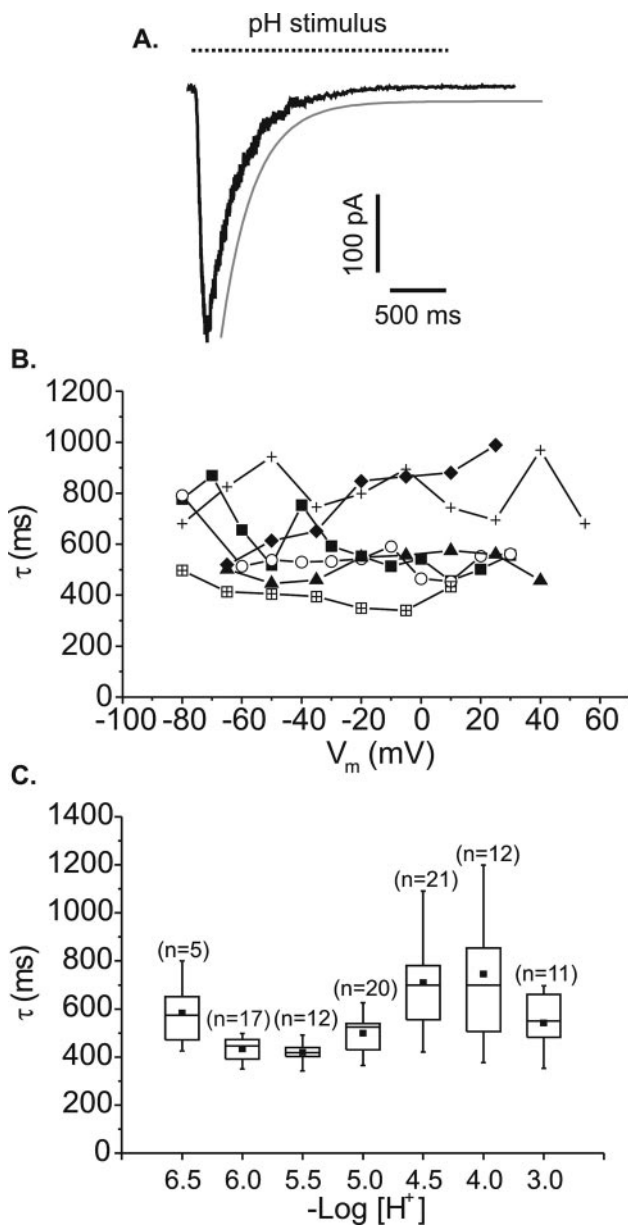 A.
pH stimulus
100 pA
500 ms
B.
1200
1000
800
600
400
200
0
τ (ms)
-100 -80 -60 -40 -20 0 20 40 60
Vm (mV)
C.
1400
1200
1000
800
600
400
200
0
τ (ms)
(n=5)
(n=17)
(n=12)
(n=20)
(n=21)
(n=12)
(n=11)
6.5 6.0 5.5 5.0 4.5 4.0 3.0
-Log [H+]